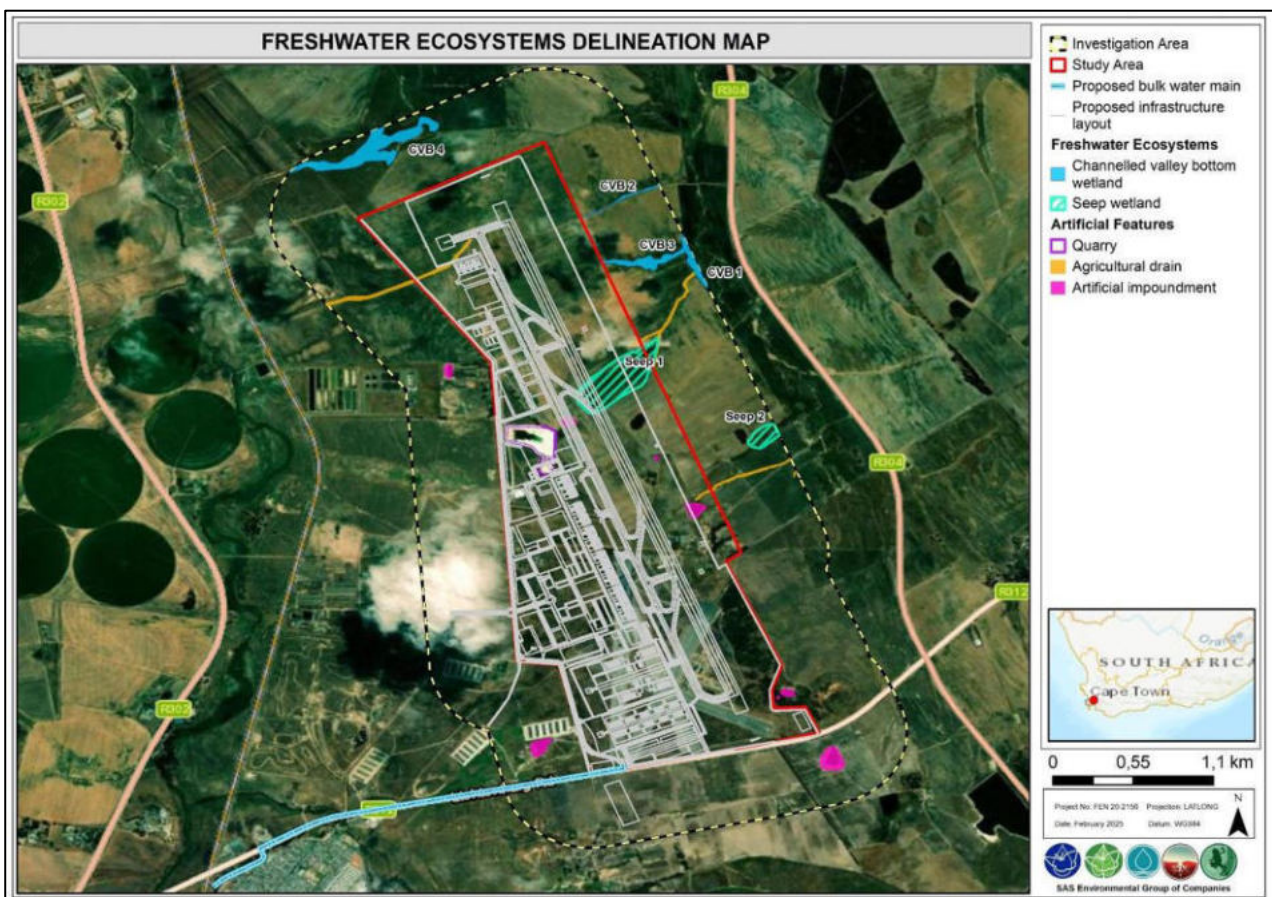 FRESHWATER ECOSYSTEMS DELINEATION MAP
R304
R302
CVB 4
CVB 2
CVB 3
CVB 1
Seep 1
Seep 2
R304
R312
R302
Investigation Area
Study Area
Proposed bulk water main
Proposed infrastructure
layout
Freshwater Ecosystems
Channelled valley bottom
wetland
Seep wetland
Artificial Features
Quarry
Agricultural drain
Artificial impoundment
Orange
SOUTH AFRICA
Cape Town
0 0,55 1,1 km
Project No: FEN 20-2156 Projection: LATLONG
Date: February 2025 Datum: WGS84
N
SAS Environmental Group of Companies